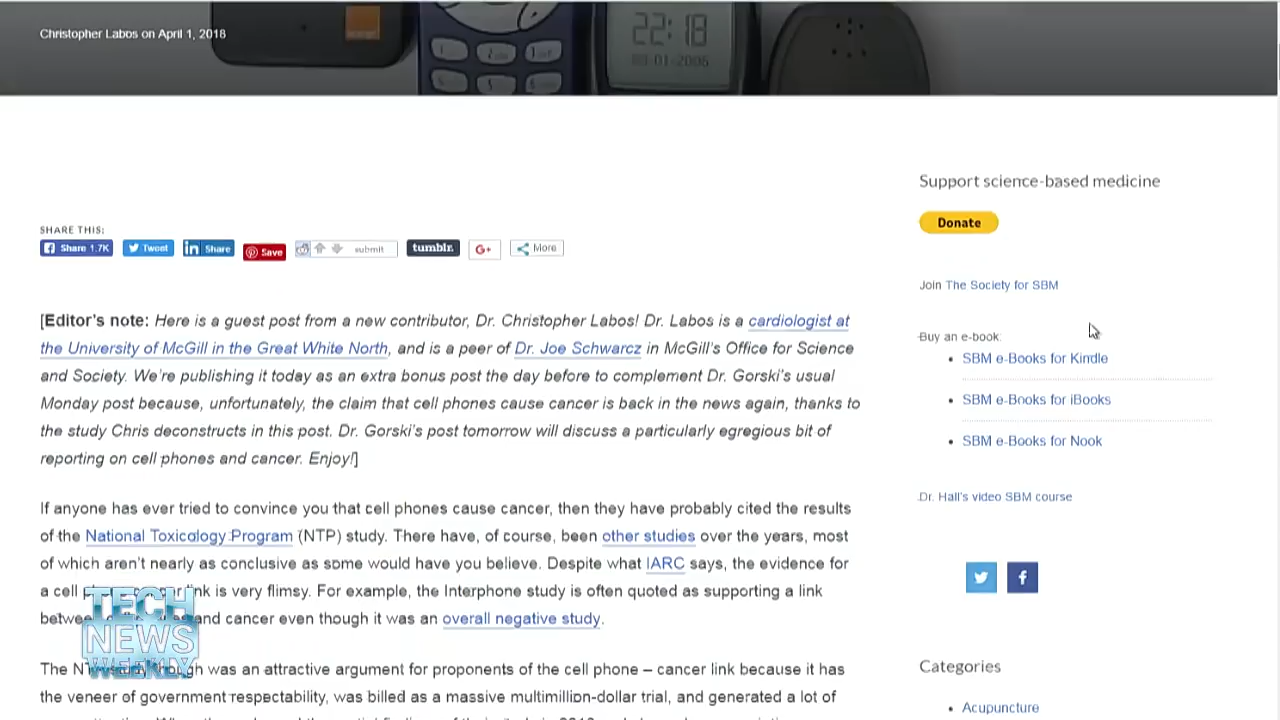 Christopher Labos on April 1, 2018
22:18
SHARE THIS:
Share 1.7K
Tweet
in Share
Save
submit
tumblr.
G+
More
[Editor's note: Here is a guest post from a new contributor, Dr. Christopher Labos! Dr. Labos is a cardiologist at
the University of McGill in the Great White North, and is a peer of Dr. Joe Schwarcz in McGill's Office for Science
and Society. We're publishing it today as an extra bonus post the day before to complement Dr. Gorski's usual
Monday post because, unfortunately, the claim that cell phones cause cancer is back in the news again, thanks to
the study Chris deconstructs in this post. Dr. Gorski's post tomorrow will discuss a particularly egregious bit of
reporting on cell phones and cancer. Enjoy!]
If anyone has ever tried to convince you that cell phones cause cancer, then they have probably cited the results
of the National Toxicology Program (NTP) study. There have, of course, been other studies over the years, most
of which aren't nearly as conclusive as some would have you believe. Despite what IARC says, the evidence for
a cell link is very flimsy. For example, the Interphone study is often quoted as supporting a link
and cancer even though it was an overall negative study.
The was an attractive argument for proponents of the cell phone – cancer link because it has
the veneer of government respectability, was billed as a massive multimillion-dollar trial, and generated a lot of
TECH
NEWS
WEEKLY
Support science-based medicine
Donate
Join The Society for SBM
Buy an e-book:
SBM e-Books for Kindle
SBM e-Books for iBooks
SBM e-Books for Nook
Dr. Hall's video SBM course
Categories
Acupuncture